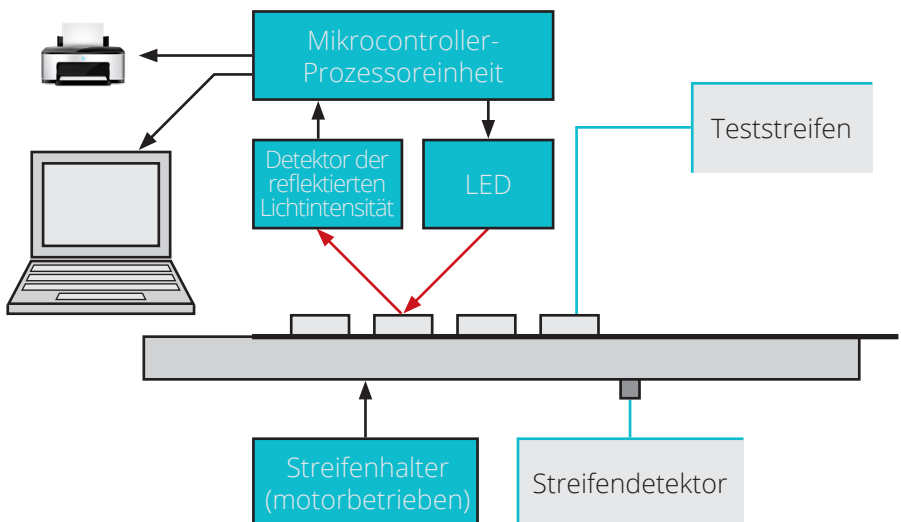 Mikrocontroller-
Prozessoreinheit
Teststreifen
Detektor der
reflektierten
Lichtintensität
LED
Streifenhalter
(motorbetrieben)
Streifendetektor